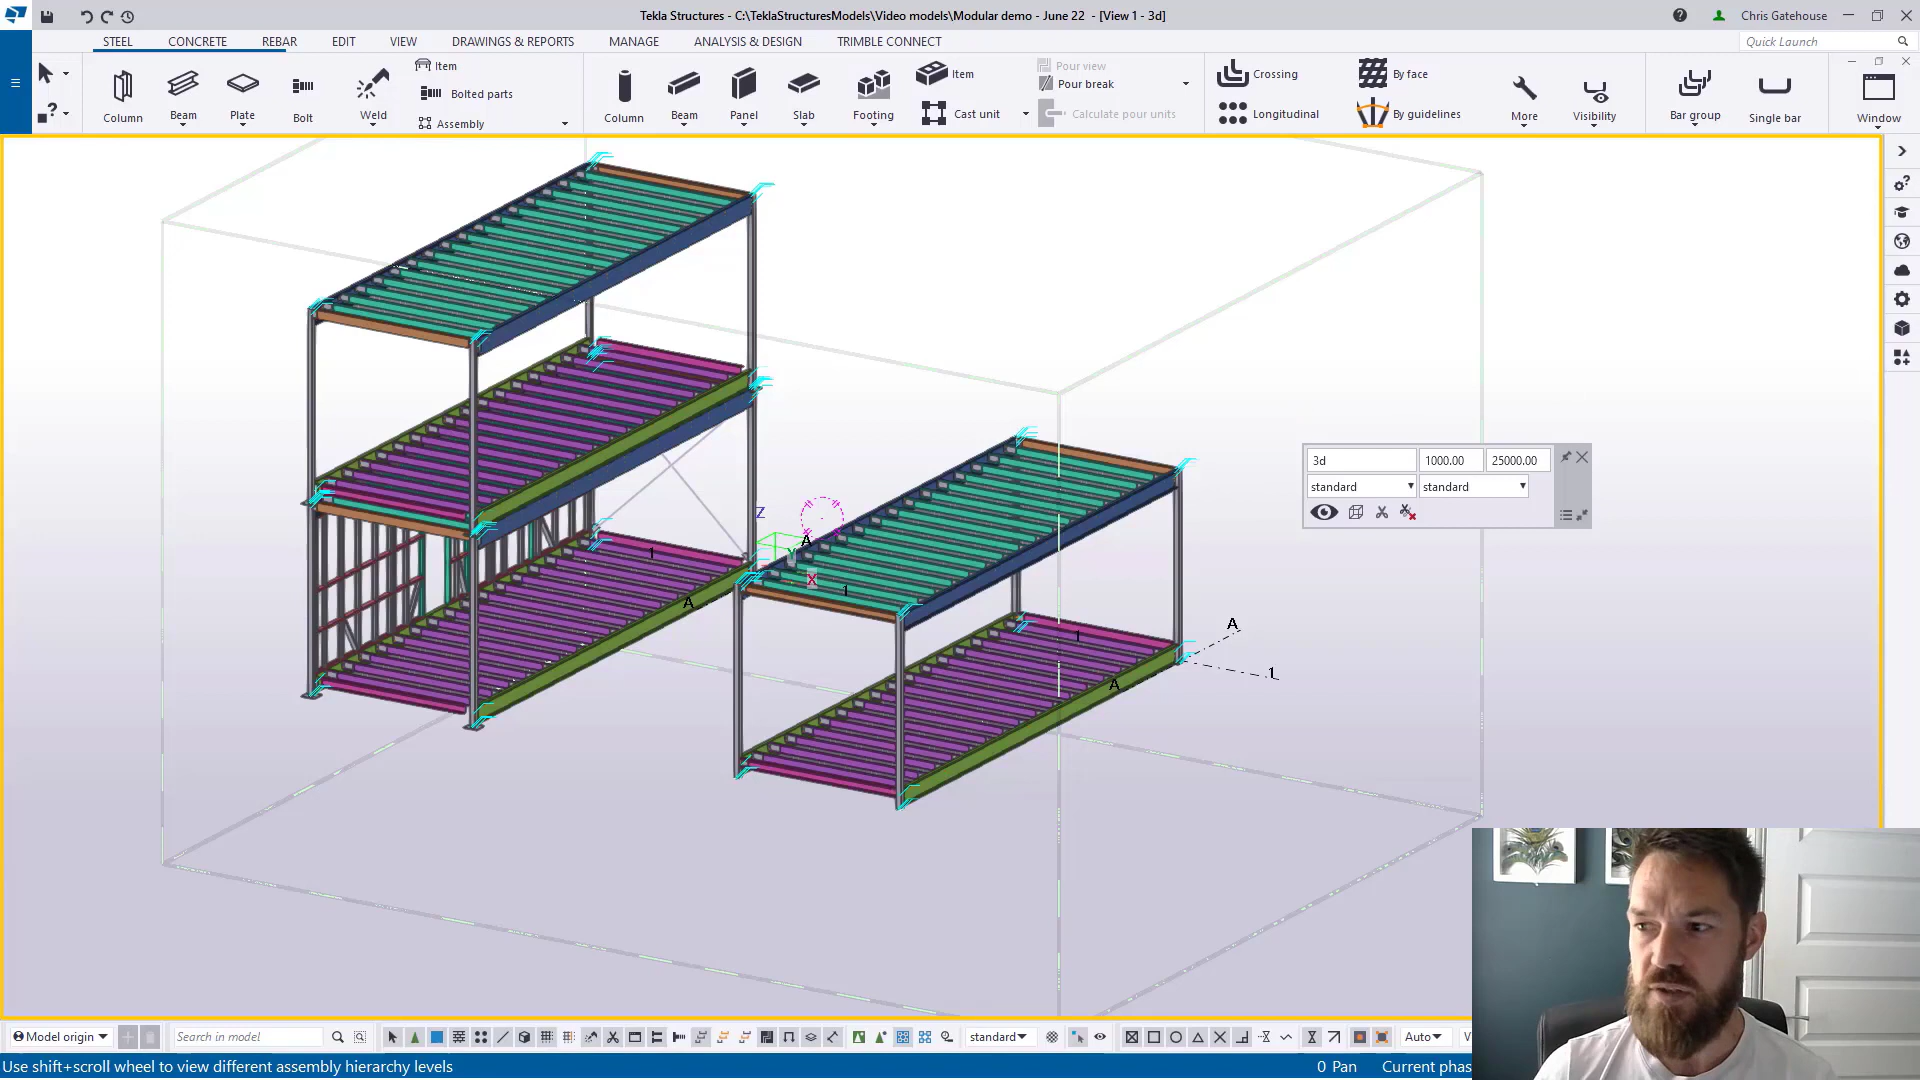 Tekla Structures - C:\TeklaStructuresModels\Video models\Modular demo - June 22 - [View 1 - 3d]
Chris Gatehouse
STEEL CONCRETE REBAR EDIT VIEW DRAWINGS & REPORTS MANAGE ANALYSIS & DESIGN TRIMBLE CONNECT
Quick Launch
Column Beam Plate Bolt Weld
Item
Bolted parts
Assembly
Column Beam Panel Slab Footing
Item
Cast unit
Pour view
Pour break
Calculate pour units
Crossing
Longitudinal
By face
By guidelines
More Visibility Bar group Single bar Window
3d 1000.00 25000.00
standard standard
Z
A
Y
X
1
1
A
1
A
A
1
Model origin
Search in model
standard
Auto
V
Use shift+scroll wheel to view different assembly hierarchy levels
0 Pan
Current phas